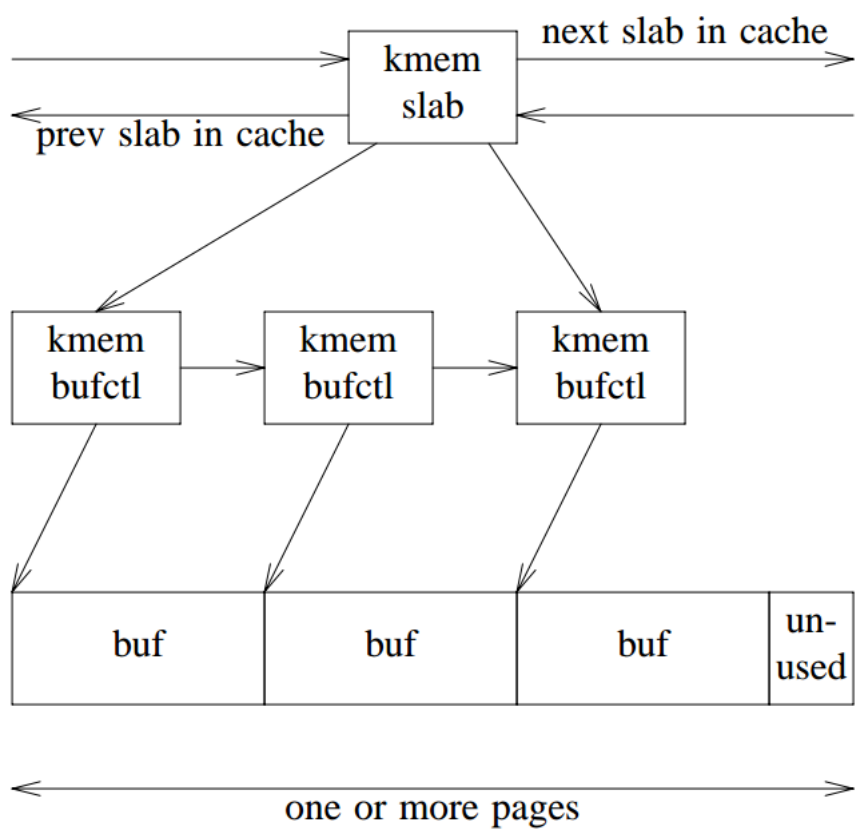 next slab in cache
kmem
slab
prev slab in cache
kmem
bufctl
kmem
bufctl
kmem
bufctl
buf
buf
buf
un-
used
one or more pages